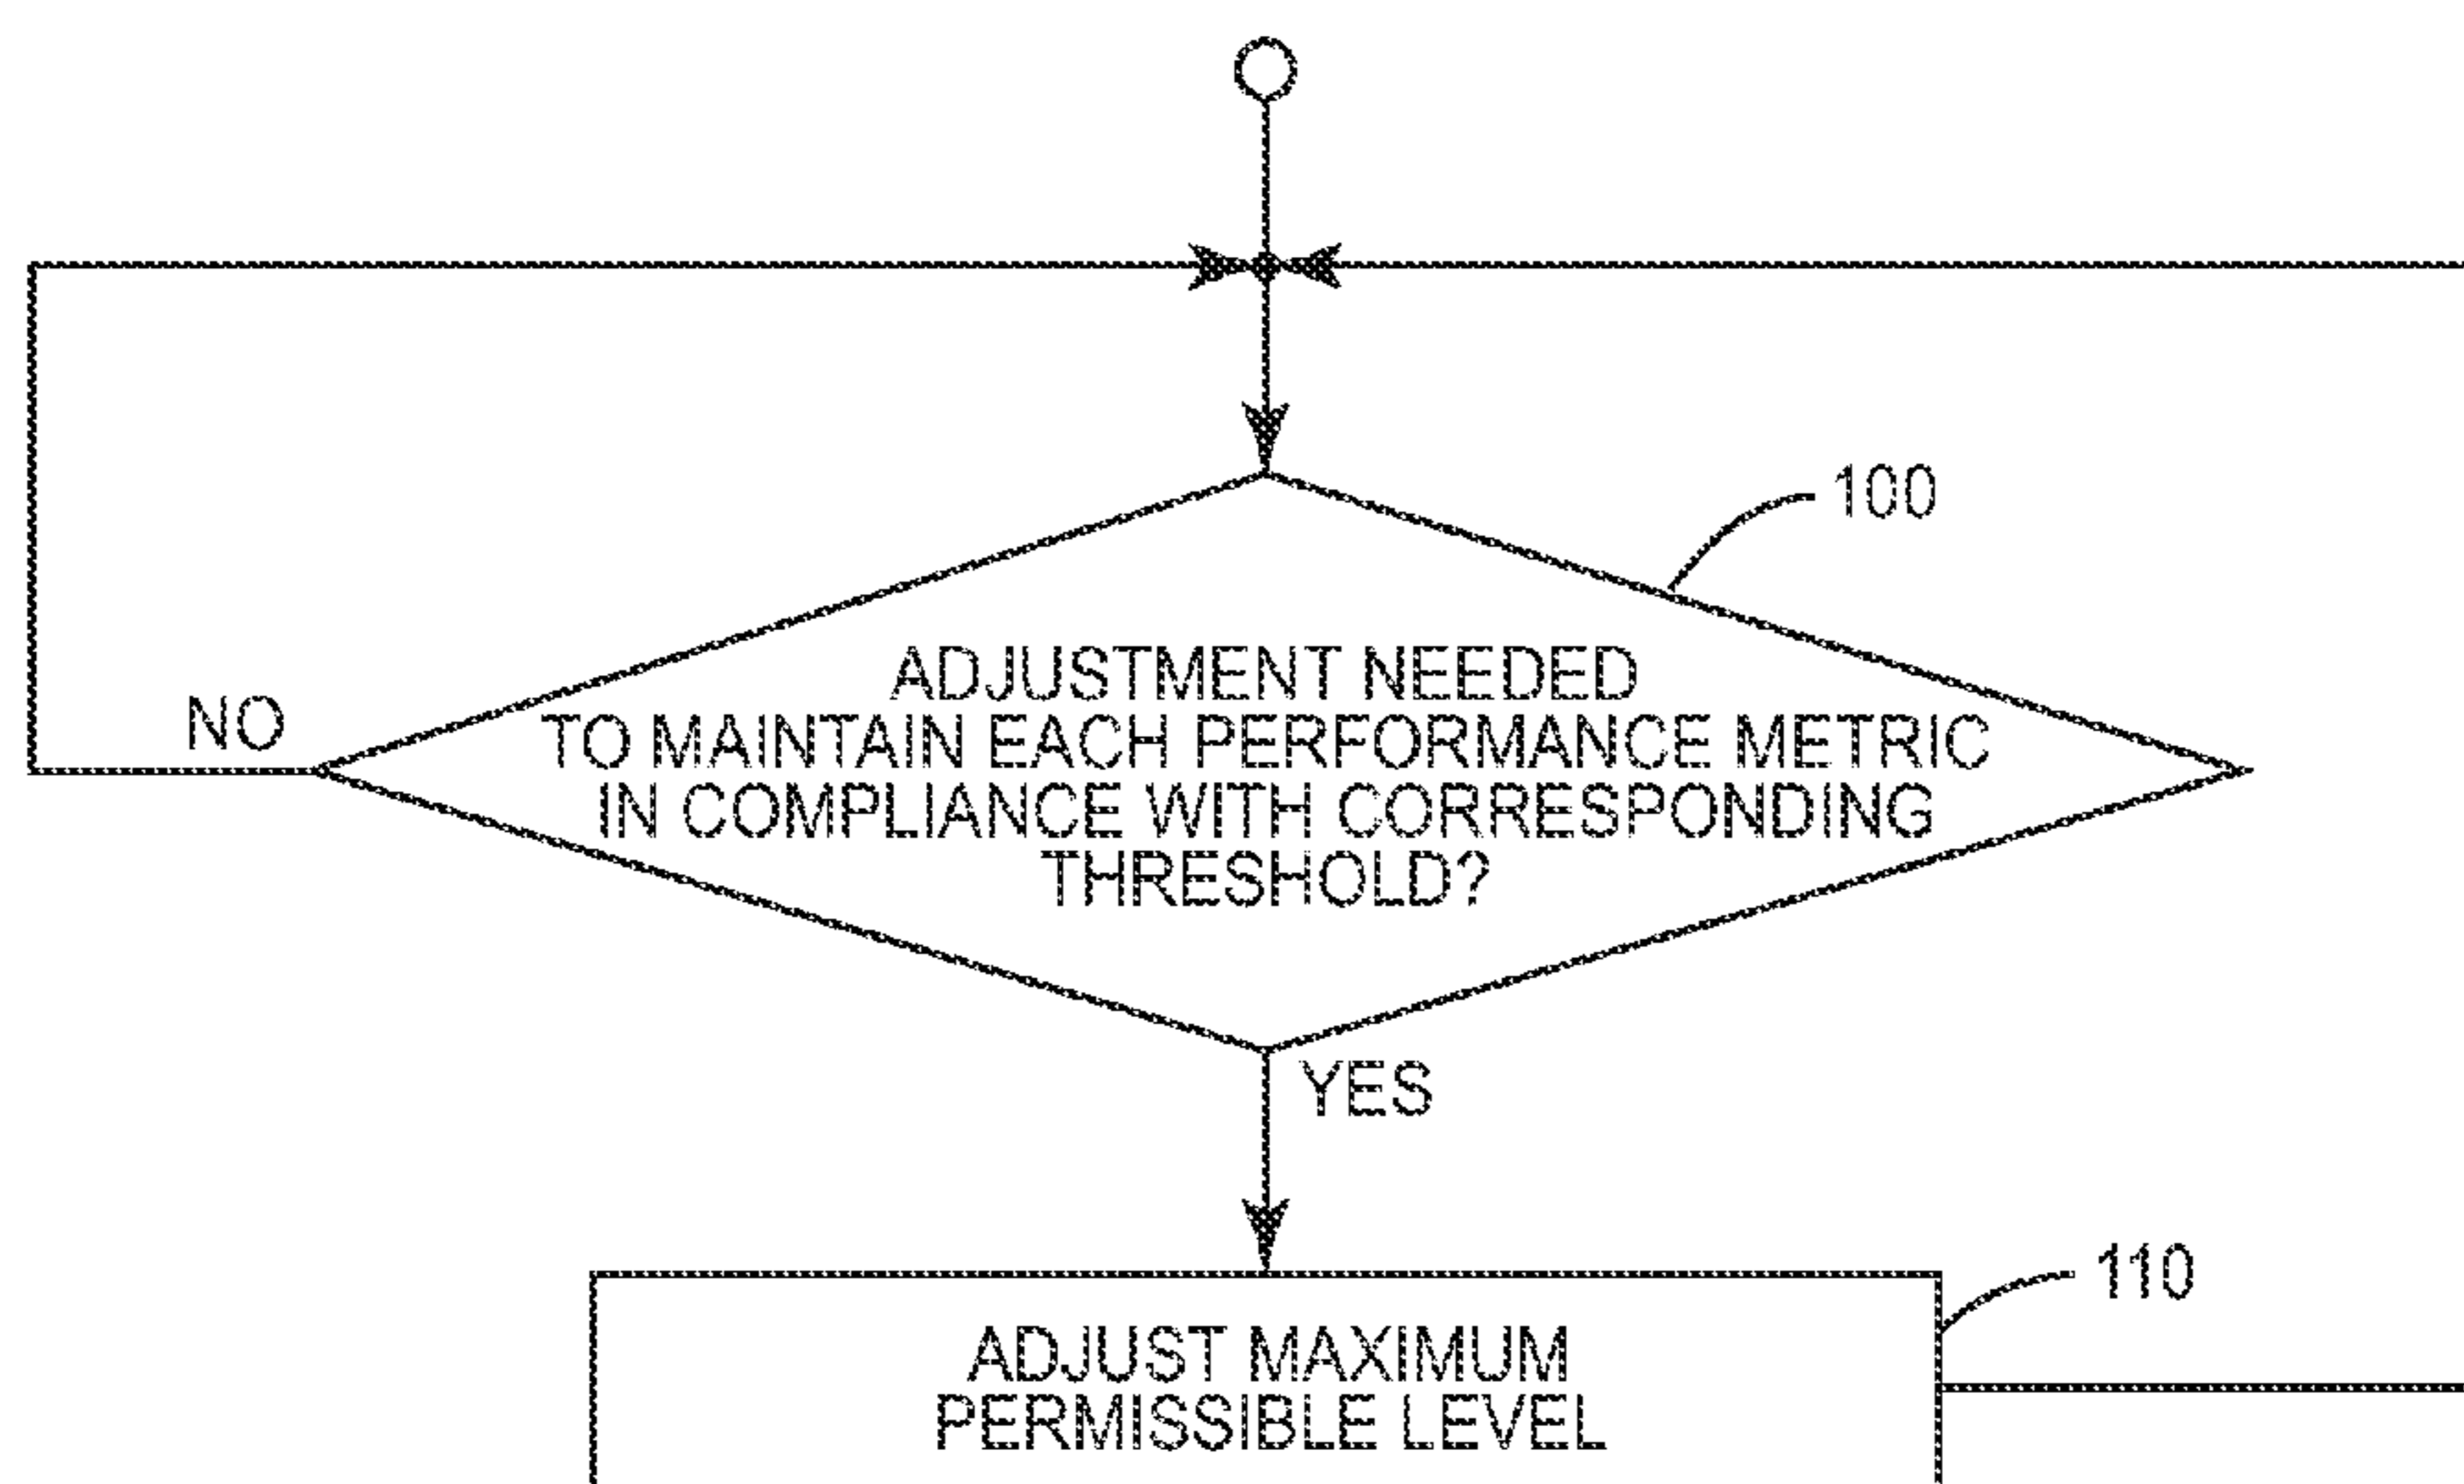 100
ADJUSTMENT NEEDED
NO
TO MAINTAIN EACH PERFORMANCE METRIC
IN COMPLIANCE WITH CORRESPONDING
THRESHOLD?
YES
110
ADJUST MAXIMUM
PERMISSIBLE LEVEL